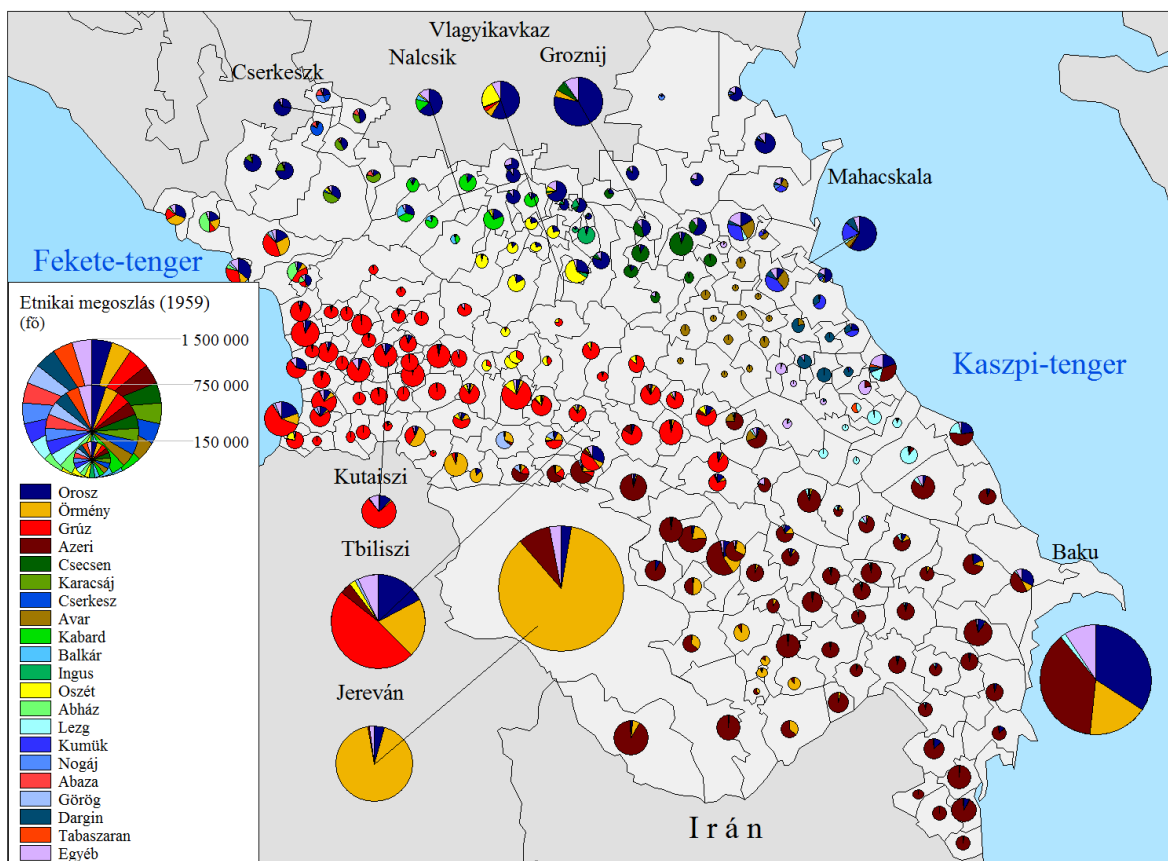 Vlagyikavkaz
Nalcsik
Groznij
Cserkeszk
Mahacskala
Fekete-tenger
Kaszpi-tenger
Etnikai megoszlás (1959)
(fő)
1 500 000
750 000
150 000
Orosz
Örmény
Grúz
Azeri
Csecsen
Karacsáj
Cserkesz
Avar
Kabard
Balkár
Ingus
Oszét
Abház
Lezg
Kumük
Nogáj
Abaza
Görög
Dargin
Tabaszaran
Egyéb
Kutaiszi
Tbiliszi
Jereván
Baku
Irán